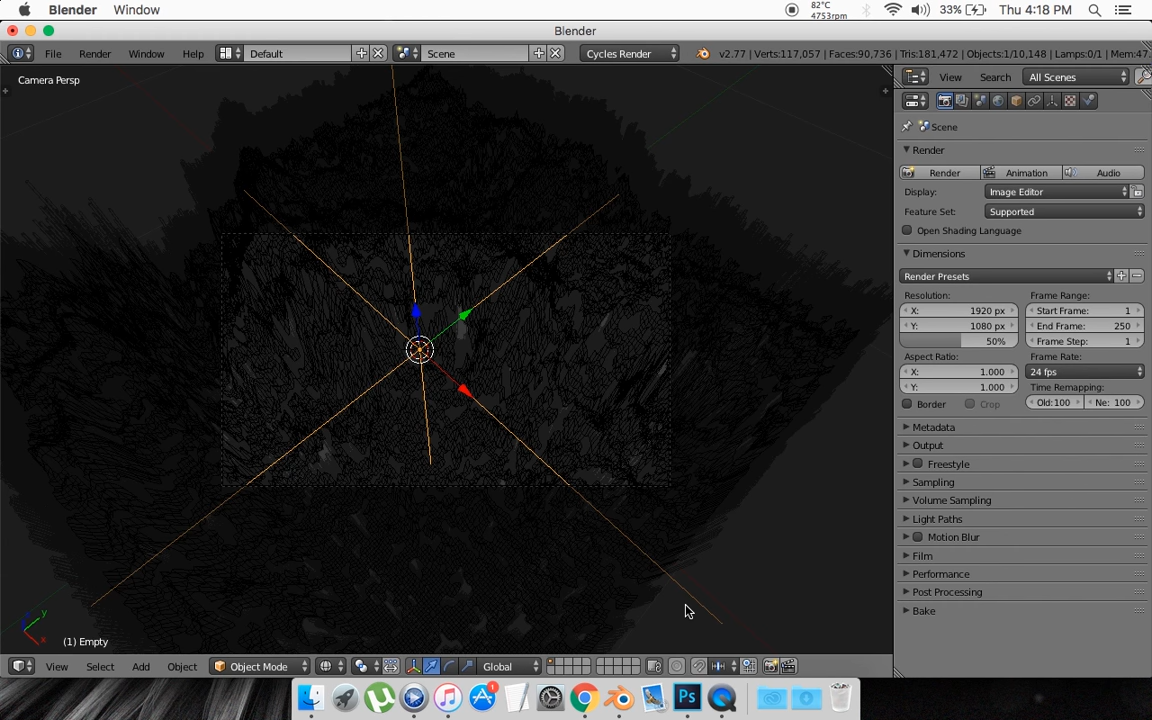 Blender Window 82°C 4753rpm 33% Thu 4:18 PM
Blender
File Render Window Help Default Scene Cycles Render v2.77 | Verts:117,057 | Faces:90,736 | Tris:181,472 | Objects:1/10,148 | Lamps:0/1 | Mem:47
Camera Persp
View Search All Scenes
Scene
Render
Render Animation Audio
Display: Image Editor
Feature Set: Supported
Open Shading Language
Dimensions
Render Presets
Resolution: Frame Range:
X: 1920 px Start Frame: 1
Y: 1080 px End Frame: 250
50% Frame Step: 1
Aspect Ratio: Frame Rate:
X: 1.000 24 fps
Y: 1.000 Time Remapping:
Border Crop Old:100 Ne: 100
Metadata
Output
Freestyle
Sampling
Volume Sampling
Light Paths
Motion Blur
Film
Performance
Post Processing
Bake
y
x
(1) Empty
View Select Add Object Object Mode Global
1
Ps